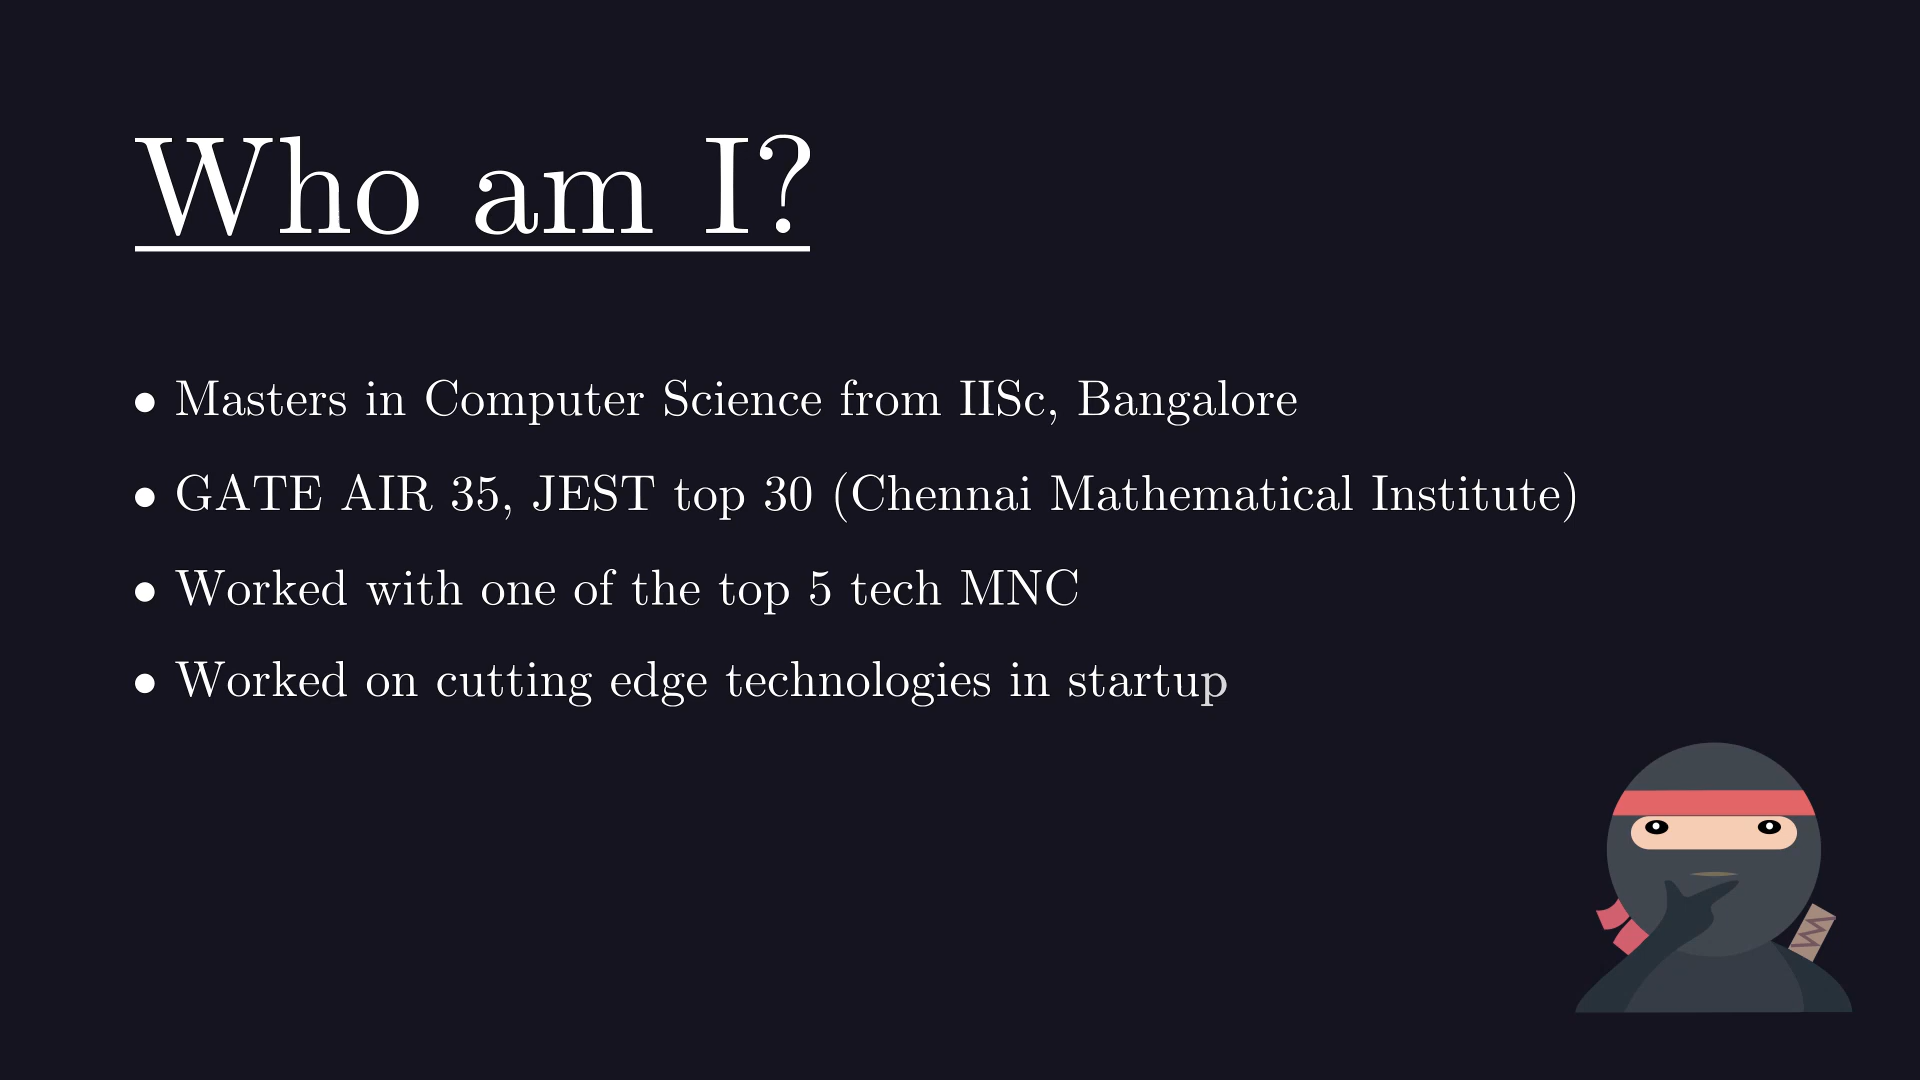 Who am I?
• Masters in Computer Science from IISc, Bangalore
• GATE AIR 35, JEST top 30 (Chennai Mathematical Institute)
• Worked with one of the top 5 tech MNC
• Worked on cutting edge technologies in startup